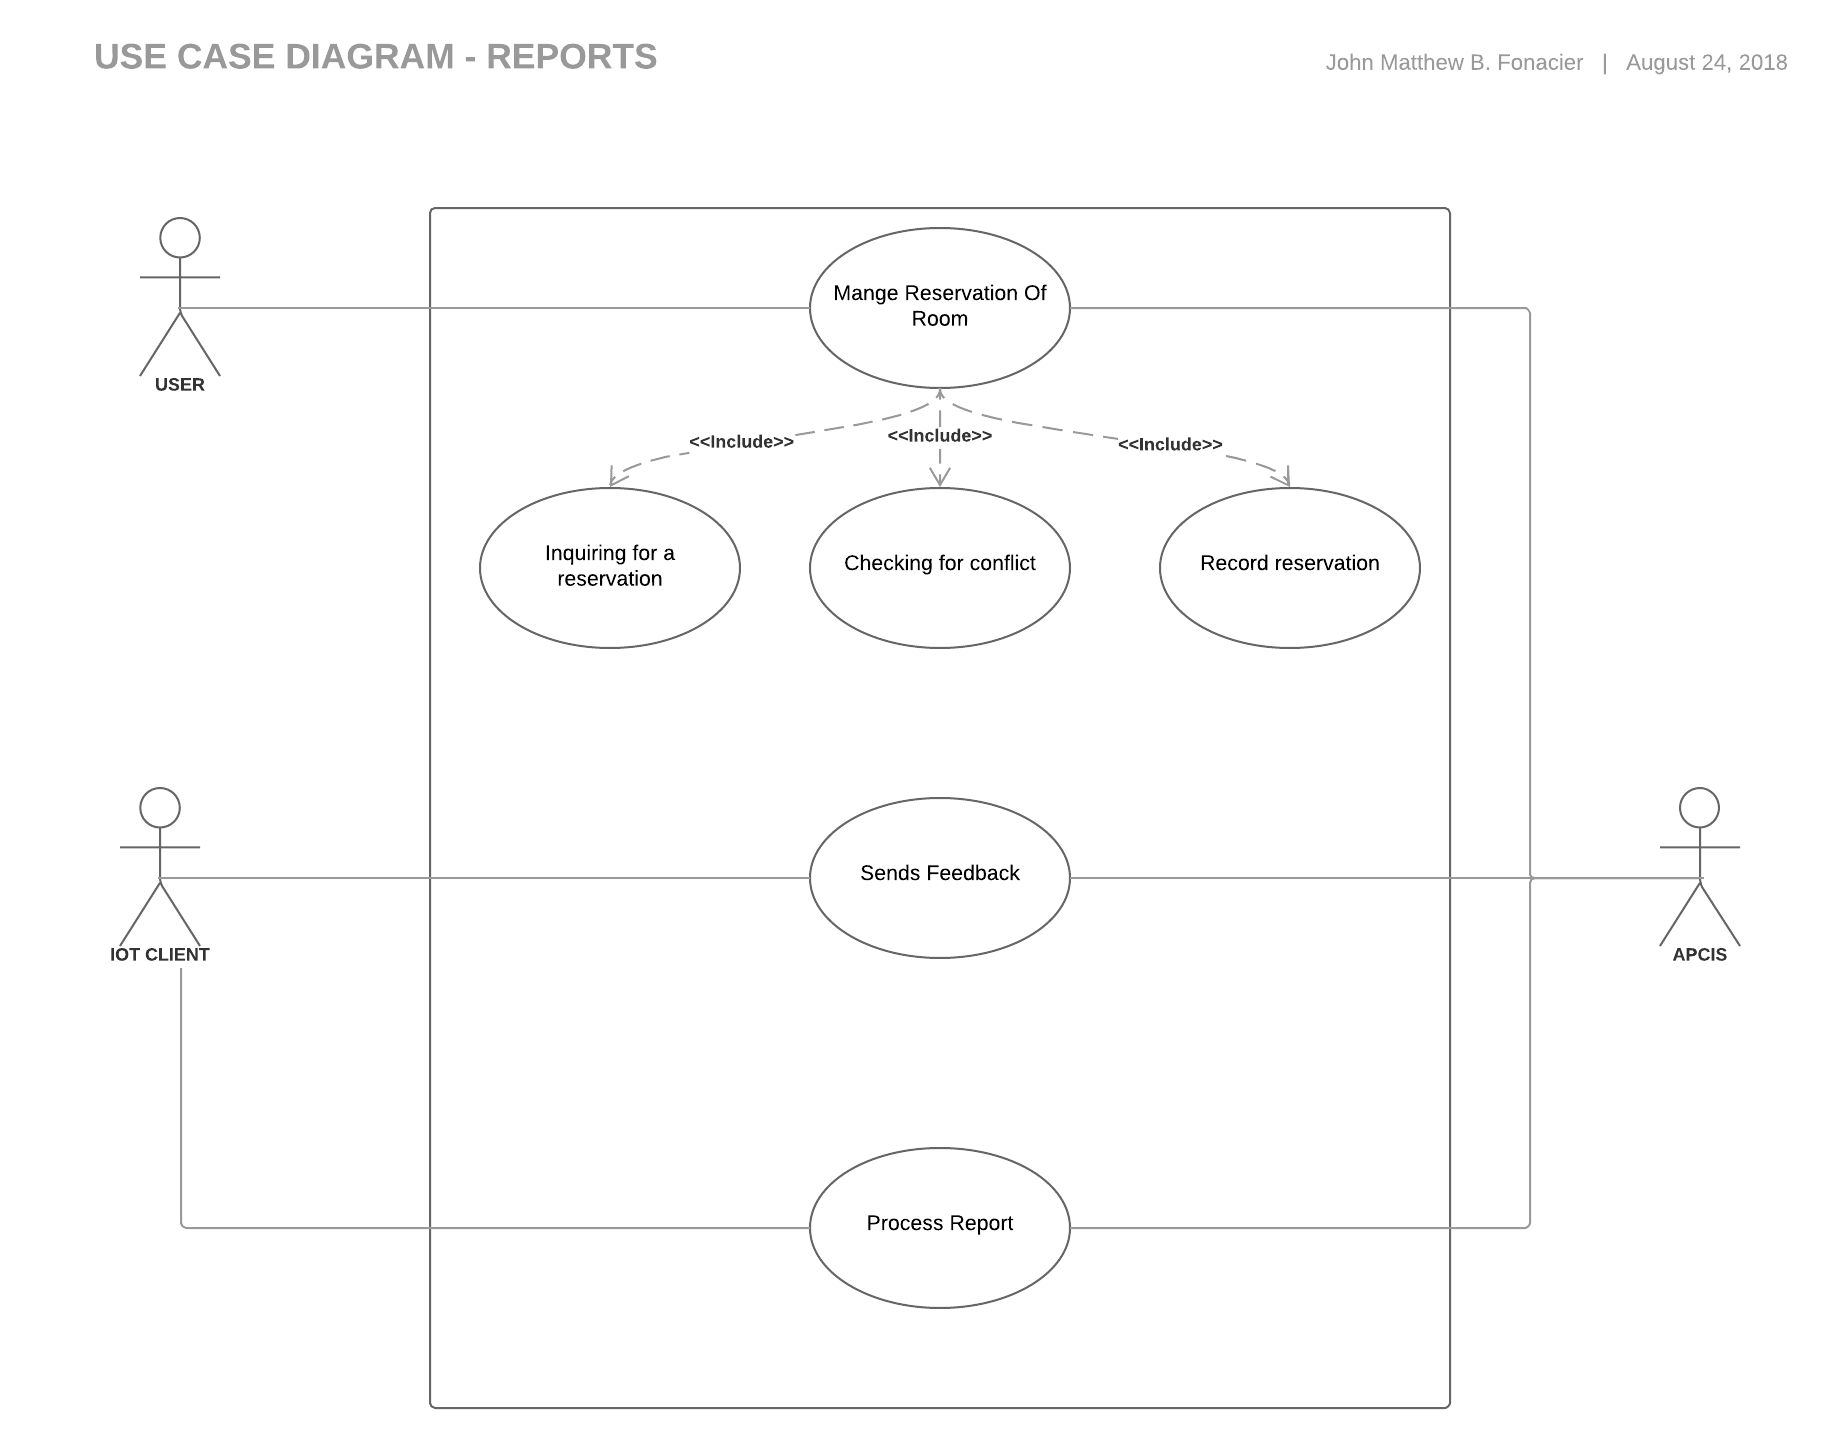 USE CASE DIAGRAM - REPORTS
John Matthew B. Fonacier | August 24, 2018
Mange Reservation Of
Room
USER
<<Include>>
<<Include>>
<<Include>>
Inquiring for a
reservation
Checking for conflict
Record reservation
Sends Feedback
IOT CLIENT
APCIS
Process Report